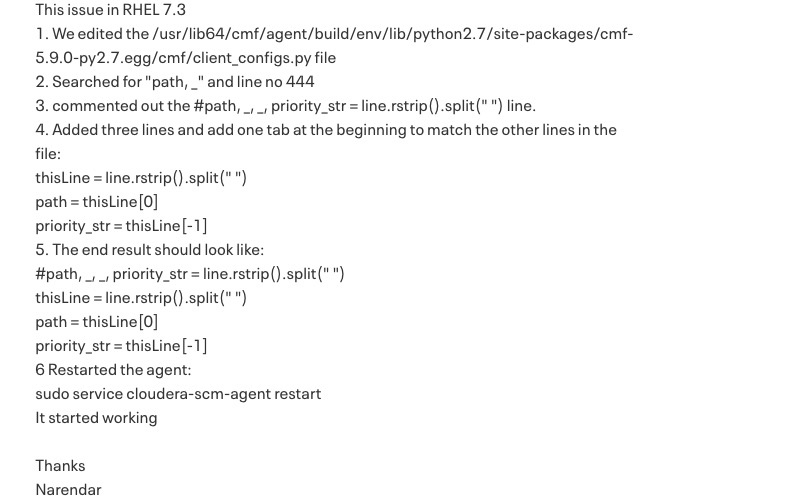 This issue in RHEL 7.3
1. We edited the /usr/lib64/cmf/agent/build/env/lib/python2.7/site-packages/cmf-
5.9.0-py2.7.egg/cmf/client_configs.py file
2. Searched for "path, _" and line no 444
3. commented out the #path, _, _, priority_str = line.rstrip().split(" ") line.
4. Added three lines and add one tab at the beginning to match the other lines in the
file:
thisLine = line.rstrip().split(" ")
path = thisLine[0]
priority_str = thisLine[-1]
5. The end result should look like:
#path, _, _, priority_str = line.rstrip().split(" ")
thisLine = line.rstrip().split(" ")
path = thisLine[0]
priority_str = thisLine[-1]
6 Restarted the agent:
sudo service cloudera-scm-agent restart
It started working
Thanks
Narendar